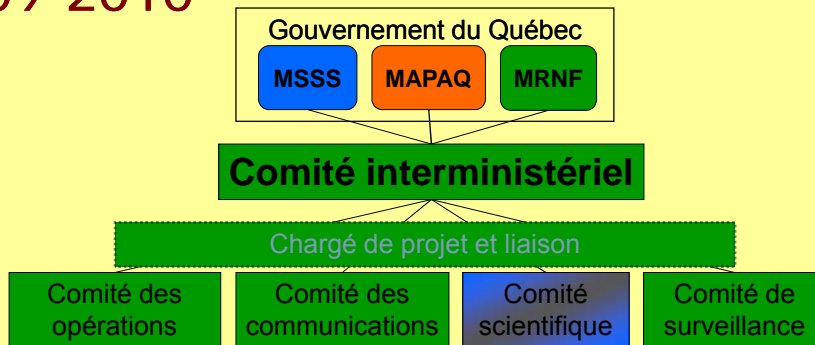 2010
Gouvernement du Québec
MSSS MAPAQ MRNF
Comité interministériel
Chargé de projet et liaison
Comité des opérations
Comité des communications
Comité scientifique
Comité de surveillance